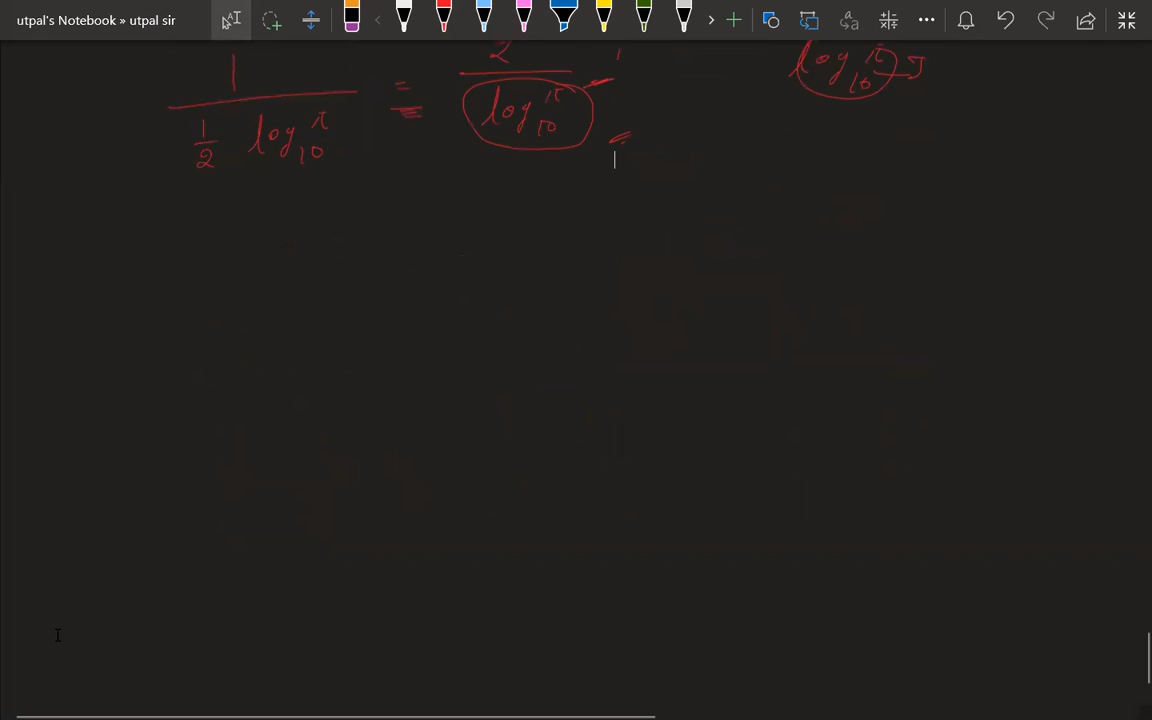 utpal's Notebook » utpal sir
1 / (1/2 log₁₀ π) = 2 / (log₁₀ π)
log₁₀ π